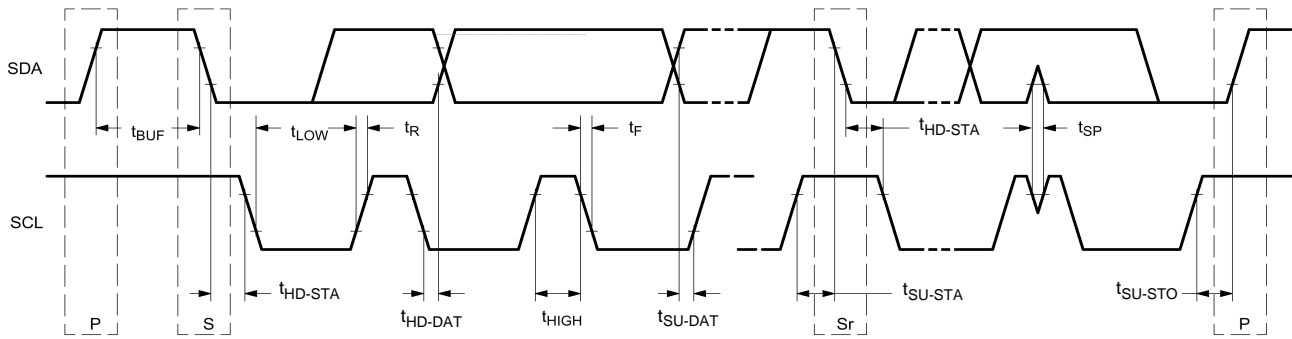 SDA
tBUF
tLOW
tR
tF
tHD-STA
tSP
SCL
tHD-STA
tHD-DAT
tHIGH
tSU-DAT
tSU-STA
tSU-STO
P
S
Sr
P